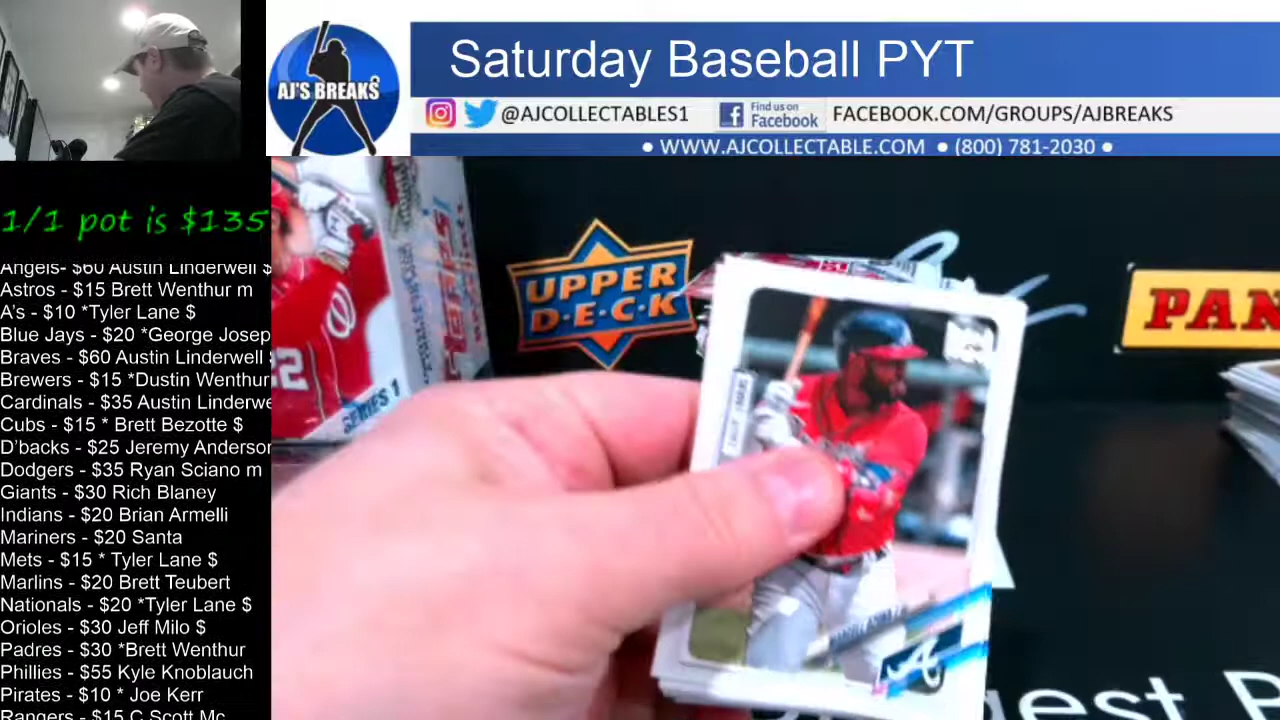 AJ'S BREAKS
Saturday Baseball PYT
@AJCOLLECTABLES1
Find us on
Facebook
FACEBOOK.COM/GROUPS/AJBREAKS
• WWW.AJCOLLECTABLE.COM • (800) 781-2030 •
1/1 pot is $135
Angels- $60 Austin Linderwell $
Astros - $15 Brett Wenthur m
A's - $10 *Tyler Lane $
Blue Jays - $20 *George Josep
Braves - $60 Austin Linderwell
Brewers - $15 *Dustin Wenthur
Cardinals - $35 Austin Linderwe
Cubs - $15 * Brett Bezotte $
D'backs - $25 Jeremy Anderson
Dodgers - $35 Ryan Sciano m
Giants - $30 Rich Blaney
Indians - $20 Brian Armelli
Mariners - $20 Santa
Mets - $15 * Tyler Lane $
Marlins - $20 Brett Teubert
Nationals - $20 *Tyler Lane $
Orioles - $30 Jeff Milo $
Padres - $30 *Brett Wenthur
Phillies - $55 Kyle Knoblauch
Pirates - $10 * Joe Kerr
Rangers - $15 C Scott Mc
22
topps
SERIES 1
UPPER
D·E·C·K
PAN
A
est